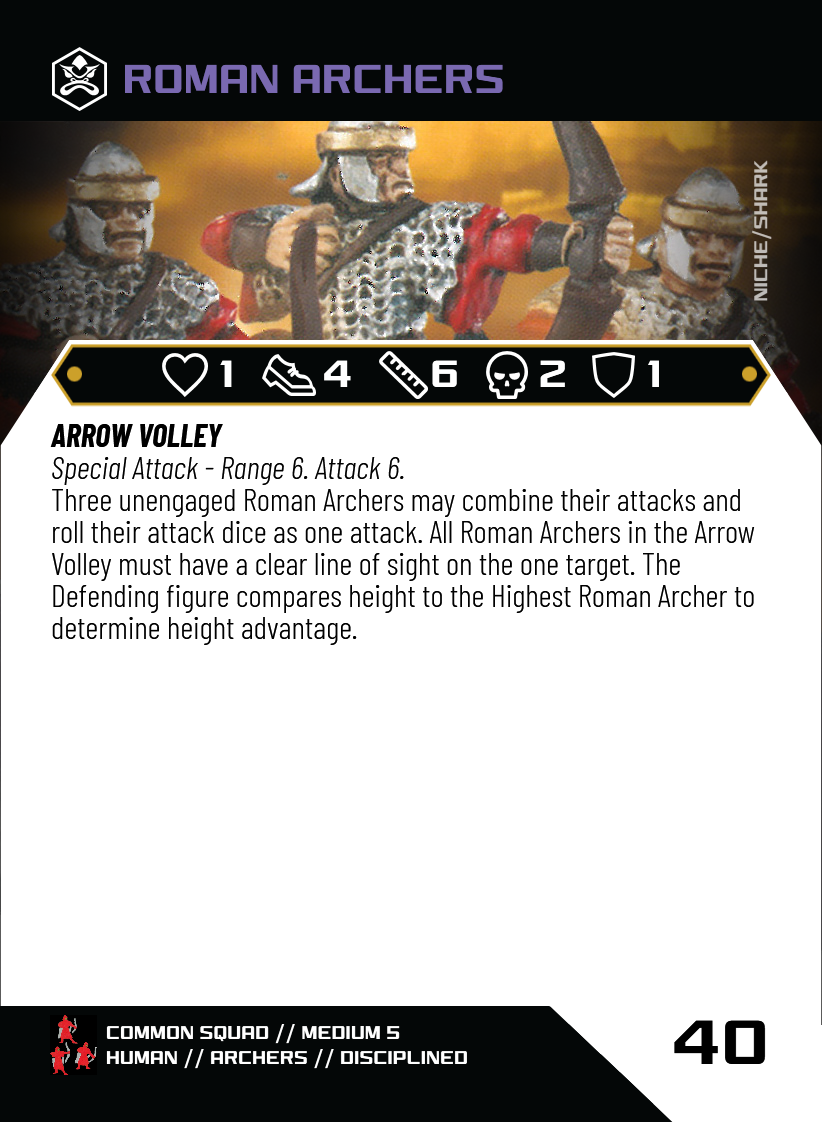 ROMAN ARCHERS
NICHE/SHARK
1 4 6 2 1
ARROW VOLLEY
Special Attack - Range 6. Attack 6.
Three unengaged Roman Archers may combine their attacks and
roll their attack dice as one attack. All Roman Archers in the Arrow
Volley must have a clear line of sight on the one target. The
Defending figure compares height to the Highest Roman Archer to
determine height advantage.
COMMON SQUAD // MEDIUM 5
HUMAN // ARCHERS // DISCIPLINED
40